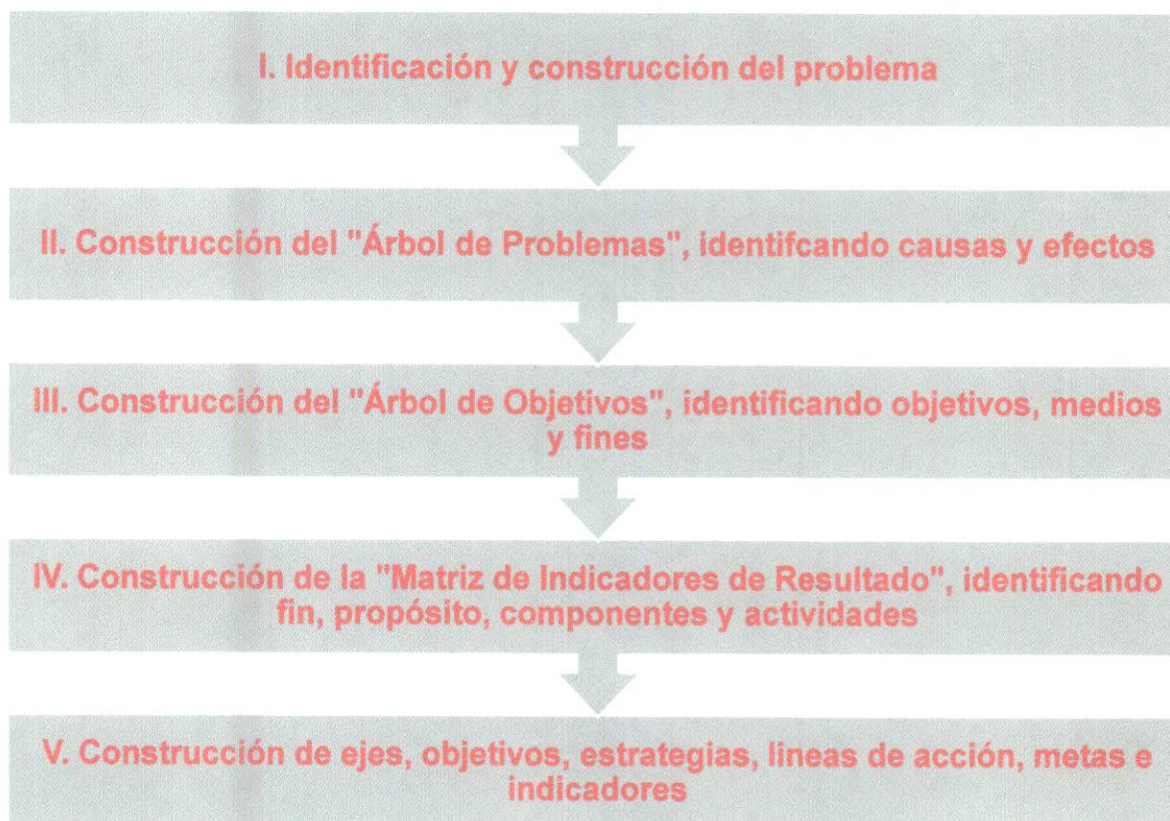 I. Identificación y construcción del problema
II. Construcción del "Árbol de Problemas", identifcando causas y efectos
III. Construcción del "Árbol de Objetivos", identificando objetivos, medios
y fines
IV. Construcción de la "Matriz de Indicadores de Resultado", identificando
fin, propósito, componentes y actividades
V. Construcción de ejes, objetivos, estrategias, lineas de acción, metas e
indicadores